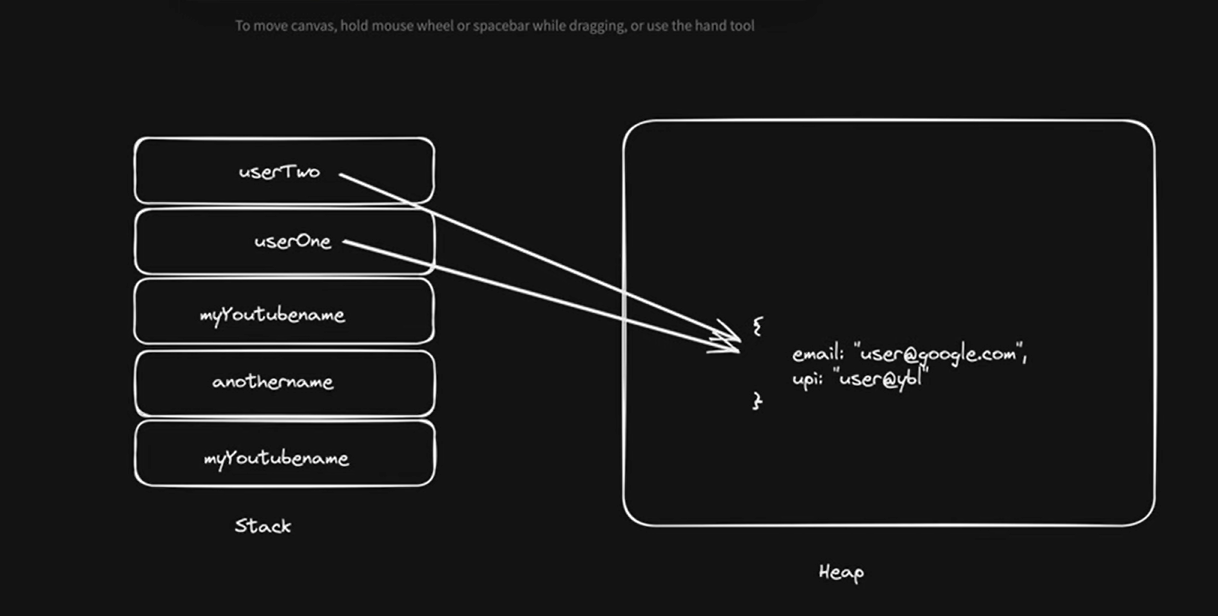 To move canvas, hold mouse wheel or spacebar while dragging, or use the hand tool
userTwo
userOne
myYoutubename
anothername
myYoutubename
Stack
{
email: "user@google.com",
upi: "user@ybl"
}
Heap